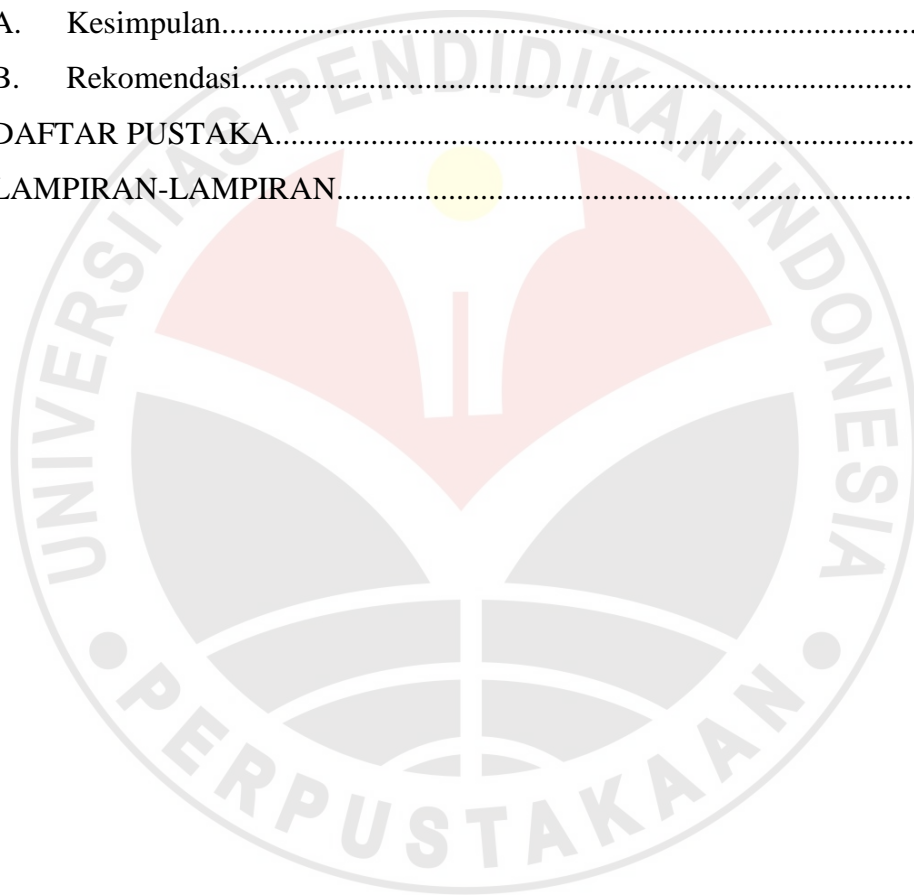 A. Kesimpulan........................................................................................................
B. Rekomendasi.....................................................................................................
DAFTAR PUSTAKA................................................................................................
LAMPIRAN-LAMPIRAN.......................................................................................
UNIVERSITAS PENDIDIKAN INDONESIA
PERPUSTAKAAN